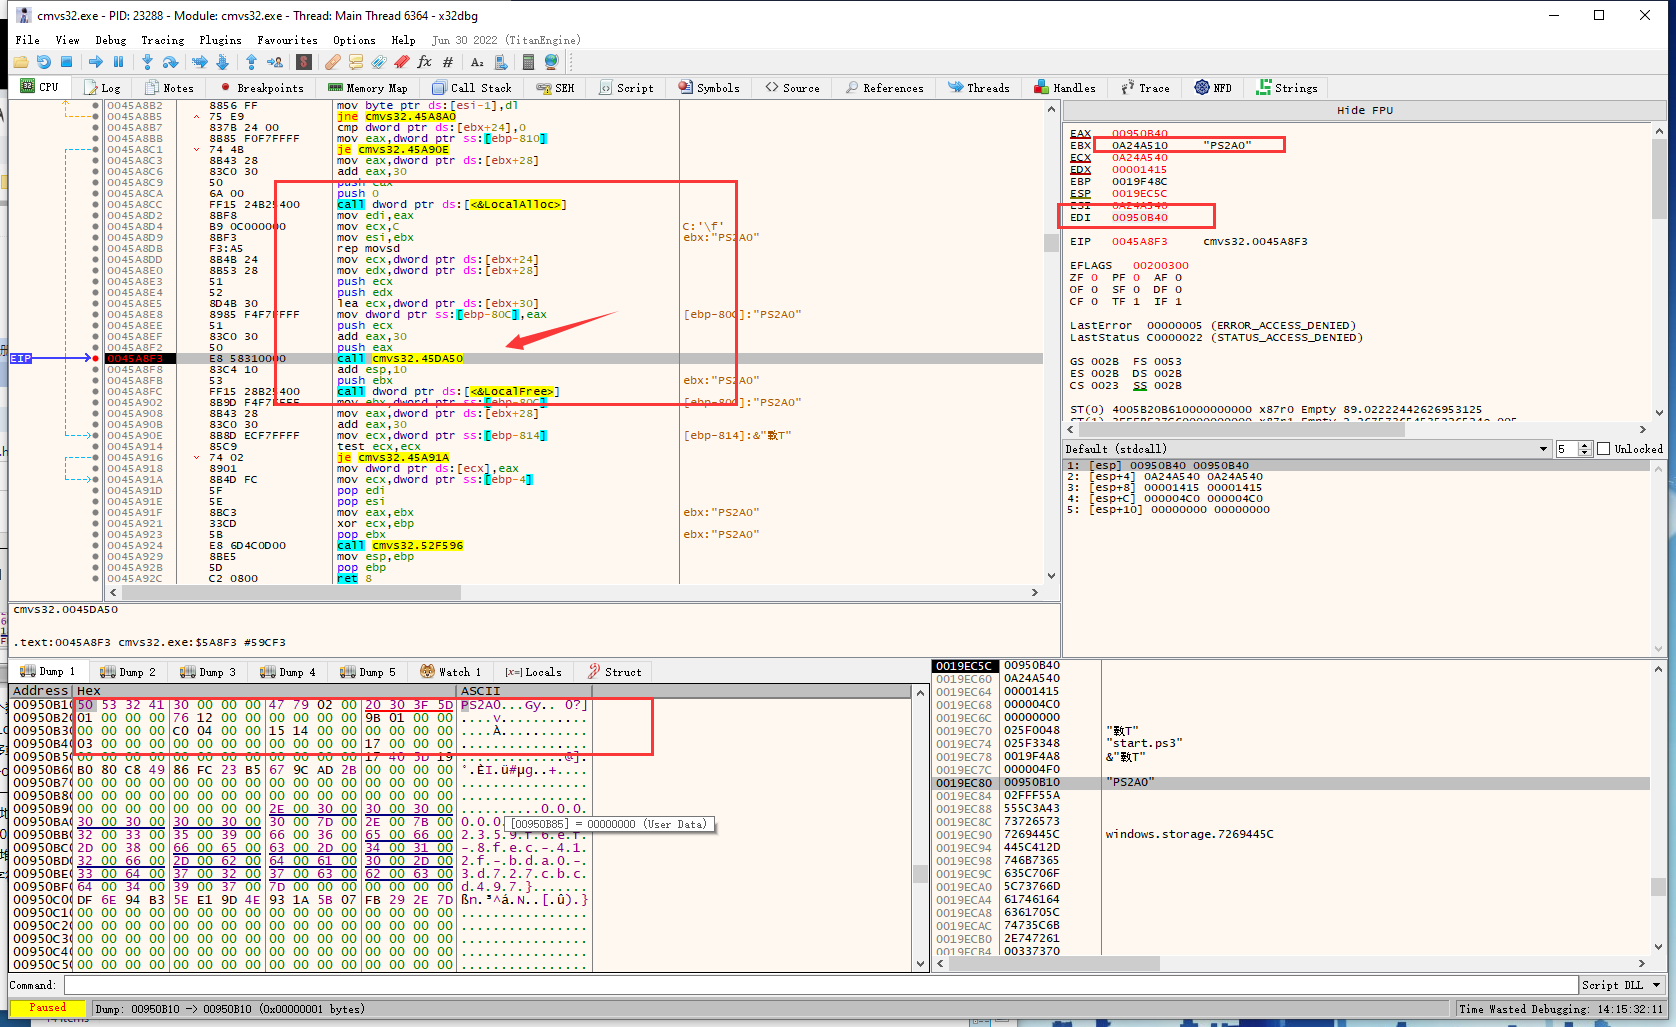 cmvs32.exe - PID: 23288 - Module: cmvs32.exe - Thread: Main Thread 6364 - x32dbg
File View Debug Tracing Plugins Favourites Options Help Jun 30 2022 (TitanEngine)
CPU Log Notes Breakpoints Memory Map Call Stack SEH Script Symbols Source References Threads Handles Trace NFD Strings
0045A8B2 8856 FF mov byte ptr ds:[esi-1],dl
0045A8B5 75 E9 jne cmvs32.45A8A0
0045A8B7 837B 24 00 cmp dword ptr ds:[ebx+24],0
0045A8BB 8B85 F0F7FFFF mov eax,dword ptr ss:[ebp-810]
0045A8C1 74 4B je cmvs32.45A90E
0045A8C3 8B43 28 mov eax,dword ptr ds:[ebx+28]
0045A8C6 83C0 30 add eax,30
0045A8C9 50 push eax
0045A8CA 6A 00 push 0
0045A8CC FF15 24B25400 call dword ptr ds:[<&LocalAlloc>]
0045A8D2 8BF8 mov edi,eax
0045A8D4 B9 0C000000 mov ecx,C C:'\f'
0045A8D9 8BF3 mov esi,ebx ebx:"PS2A0"
0045A8DB F3:A5 rep movsd
0045A8DD 8B4B 24 mov ecx,dword ptr ds:[ebx+24]
0045A8E0 8B53 28 mov edx,dword ptr ds:[ebx+28]
0045A8E3 51 push ecx
0045A8E4 52 push edx
0045A8E5 8D4B 30 lea ecx,dword ptr ds:[ebx+30]
0045A8E8 8985 F4F7FFFF mov dword ptr ss:[ebp-80C],eax [ebp-80C]:"PS2A0"
0045A8EE 51 push ecx
0045A8EF 83C0 30 add eax,30
0045A8F2 50 push eax
EIP 0045A8F3 E8 58310000 call cmvs32.45DA50
0045A8F8 83C4 10 add esp,10
0045A8FB 53 push ebx ebx:"PS2A0"
0045A8FC FF15 28B25400 call dword ptr ds:[<&LocalFree>]
0045A902 8B9D F4F7FFFF mov ebx,dword ptr ss:[ebp-80C] [ebp-80C]:"PS2A0"
0045A908 8B43 28 mov eax,dword ptr ds:[ebx+28]
0045A90B 83C0 30 add eax,30
0045A90E 8B8D ECF7FFFF mov ecx,dword ptr ss:[ebp-814] [ebp-814]:&"斅T"
0045A914 85C9 test ecx,ecx
0045A916 74 02 je cmvs32.45A91A
0045A918 8901 mov dword ptr ds:[ecx],eax
0045A91A 8B4D FC mov ecx,dword ptr ss:[ebp-4]
0045A91D 5F pop edi
0045A91E 5E pop esi
0045A91F 8BC3 mov eax,ebx ebx:"PS2A0"
0045A921 33CD xor ecx,ebp
0045A923 5B pop ebx ebx:"PS2A0"
0045A924 E8 6D4C0D00 call cmvs32.52F596
0045A929 8BE5 mov esp,ebp
0045A92B 5D pop ebp
0045A92C C2 0800 ret 8
cmvs32.0045DA50
.text:0045A8F3 cmvs32.exe:$5A8F3 #59CF3
Hide FPU
EAX 00950B40
EBX 0A24A510 "PS2A0"
ECX 0A24A540
EDX 00001415
EBP 0019F48C
ESP 0019EC5C
ESI 0A24A540
EDI 00950B40
EIP 0045A8F3 cmvs32.0045A8F3
EFLAGS 00200300
ZF 0 PF 0 AF 0
OF 0 SF 0 DF 0
CF 0 TF 1 IF 1
LastError 00000005 (ERROR_ACCESS_DENIED)
LastStatus C0000022 (STATUS_ACCESS_DENIED)
GS 002B FS 0053
ES 002B DS 002B
CS 0023 SS 002B
ST(0) 4005B20B610000000000 x87r0 Empty 89.02222442626953125
Default (stdcall) 5 Unlocked
1: [esp] 00950B40 00950B40
2: [esp+4] 0A24A540 0A24A540
3: [esp+8] 00001415 00001415
4: [esp+C] 000004C0 000004C0
5: [esp+10] 00000000 00000000
Dump 1 Dump 2 Dump 3 Dump 4 Dump 5 Watch 1 [x=] Locals Struct
Address Hex ASCII
00950B10 50 53 32 41 30 00 00 00 47 79 02 00 20 30 3F 5D PS2A0...Gy.. 0?]
00950B20 01 00 00 00 76 12 00 00 00 00 00 00 9B 01 00 00 ....v...........
00950B30 00 00 00 00 C0 04 00 00 15 14 00 00 00 00 00 00 ....À...........
00950B40 03 00 00 00 00 00 00 00 00 00 00 00 17 00 00 00 ................
00950B50 00 00 00 00 00 00 00 00 00 00 00 00 17 40 5D 19 .............@].
00950B60 B0 80 C8 49 86 FC 23 B5 67 9C AD 2B 00 00 00 00 °.ÈI.ü#µg..+....
00950B70 00 00 00 00 00 00 00 00 00 00 00 00 00 00 00 00 ................
00950B80 00 00 00 00 00 00 00 00 00 00 00 00 00 00 00 00 ................
00950B90 00 00 00 00 00 00 00 00 2E 00 30 00 30 00 30 00 ..........0.0.0.
00950BA0 30 00 30 00 30 00 30 00 30 00 7D 00 2E 00 7B 00 0.0.0.
[00950B85] = 00000000 (User Data)
00950BB0 32 00 33 00 35 00 39 00 66 00 36 00 65 00 66 00 2.3.5.9.f.6.e.f.
00950BC0 2D 00 38 00 66 00 65 00 63 00 2D 00 34 00 31 00 -.8.f.e.c.-.4.1.
00950BD0 32 00 66 00 2D 00 62 00 64 00 61 00 30 00 2D 00 2.f.-.b.d.a.0.-.
00950BE0 33 00 64 00 37 00 32 00 37 00 63 00 62 00 63 00 3.d.7.2.7.c.b.c.
00950BF0 64 00 34 00 39 00 37 00 7D 00 00 00 00 00 00 00 d.4.9.7.}.......
00950C00 DF 6E 94 B3 5E E1 9D 4E 93 1A 5B 07 FB 29 2E 7D ßn.³^á.N..[.û).}
00950C10 00 00 00 00 00 00 00 00 00 00 00 00 00 00 00 00 ................
00950C20 00 00 00 00 00 00 00 00 00 00 00 00 00 00 00 00 ................
00950C30 00 00 00 00 00 00 00 00 00 00 00 00 00 00 00 00 ................
00950C40 00 00 00 00 00 00 00 00 00 00 00 00 00 00 00 00 ................
00950C50 00 00 00 00 00 00 00 00 00 00 00 00 00 00 00 00 ................
0019EC5C 00950B40
0019EC60 0A24A540
0019EC64 00001415
0019EC68 000004C0
0019EC6C 00000000
0019EC70 025F0048 "斅T"
0019EC74 025F3348 "start.ps3"
0019EC78 0019F4A8 &"斅T"
0019EC7C 000004F0
0019EC80 00950B10 "PS2A0"
0019EC84 02FFF55A
0019EC88 555C3A43
0019EC8C 73726573
0019EC90 7269445C windows.storage.7269445C
0019EC94 445C412D
0019EC98 746B7365
0019EC9C 635C706F
0019ECA0 5C73766D
0019ECA4 61746164
0019ECA8 6361705C
0019ECAC 74735C6B
0019ECB0 2E747261
0019ECB4 00337370
Command: Script DLL
Paused Dump: 00950B10 -> 00950B10 (0x00000001 bytes) Time Wasted Debugging: 14:15:32:11